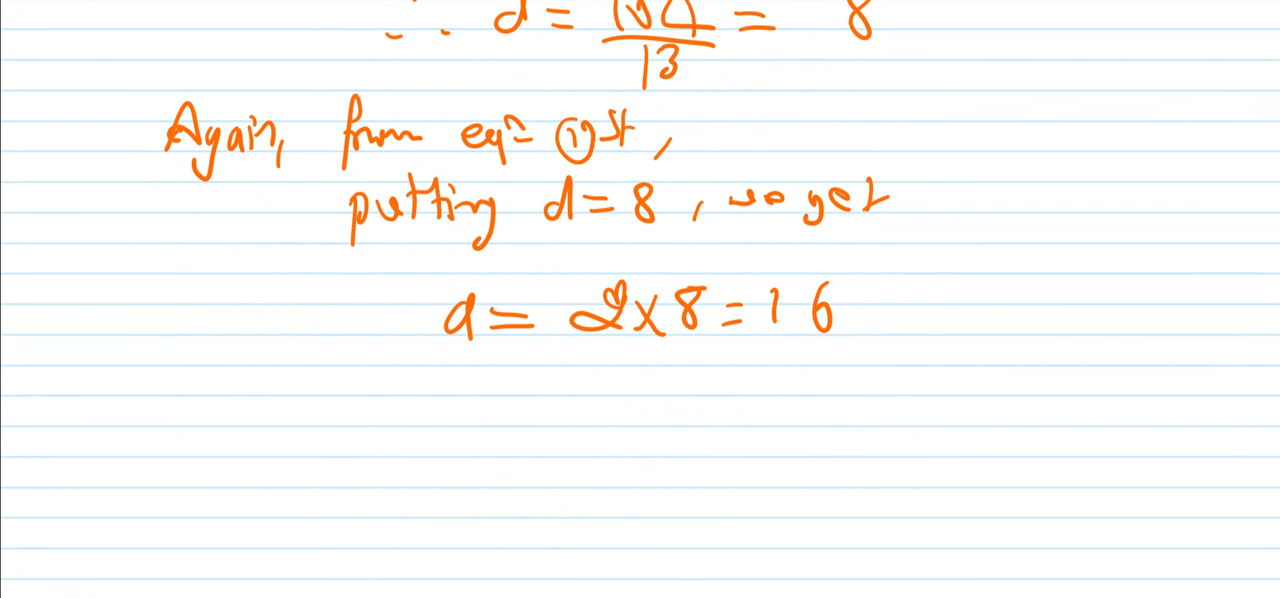 ∴ d = 104/13 = 8
Again, from eqn (1)st,
putting d = 8, we get
a = 2 × 8 = 16